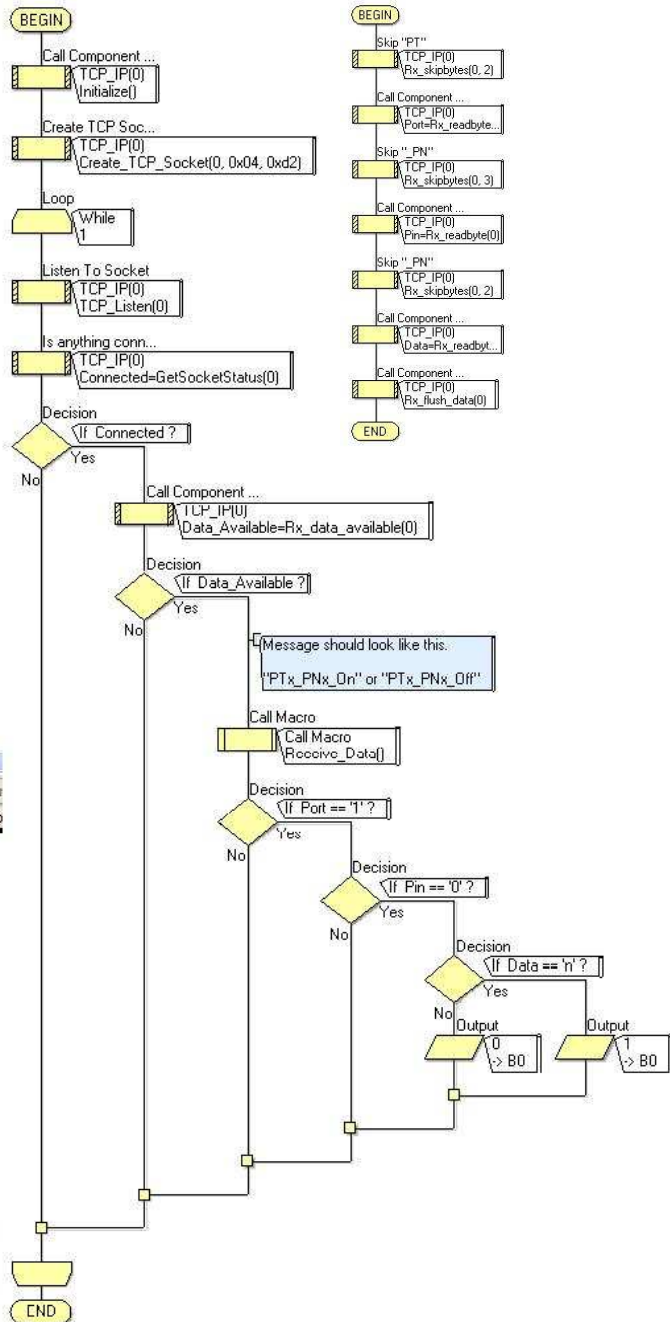 BEGIN
Call Component ...
TCP_IP(0)
Initialize()
Create TCP Soc...
TCP_IP(0)
Create_TCP_Socket(0, 0x04, 0xd2)
Loop
While
1
Listen To Socket
TCP_IP(0)
TCP_Listen(0)
Is anything conn...
TCP_IP(0)
Connected=GetSocketStatus(0)
Decision
If Connected ?
Yes
No
Call Component ...
TCP_IP(0)
Data_Available=Rx_data_available(0)
Decision
If Data_Available ?
Yes
No
Message should look like this.
"PTx_PNx_On" or "PTx_PNx_Off"
Call Macro
Call Macro
Receive_Data()
Decision
If Port == '1' ?
Yes
No
Decision
If Pin == '0' ?
Yes
No
Decision
If Data == 'n' ?
Yes
No
Output
0
-> B0
Output
1
-> B0
END
BEGIN
Skip "PT"
TCP_IP(0)
Rx_skipbytes(0, 2)
Call Component ...
TCP_IP(0)
Port=Rx_readbyte...
Skip "_PN"
TCP_IP(0)
Rx_skipbytes(0, 3)
Call Component ...
TCP_IP(0)
Pin=Rx_readbyte(0)
Skip "_PN"
TCP_IP(0)
Rx_skipbytes(0, 2)
Call Component ...
TCP_IP(0)
Data=Rx_readbyt...
Call Component ...
TCP_IP(0)
Rx_flush_data(0)
END